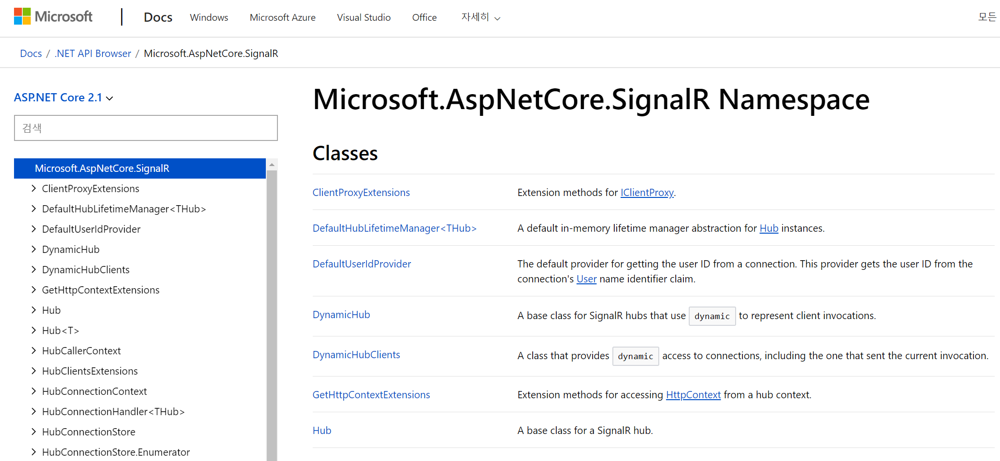 Microsoft | Docs Windows Microsoft Azure Visual Studio Office 자세히 모든
Docs / .NET API Browser / Microsoft.AspNetCore.SignalR
ASP.NET Core 2.1
검색
Microsoft.AspNetCore.SignalR
ClientProxyExtensions
DefaultHubLifetimeManager<THub>
DefaultUserIdProvider
DynamicHub
DynamicHubClients
GetHttpContextExtensions
Hub
Hub<T>
HubCallerContext
HubClientsExtensions
HubConnectionContext
HubConnectionHandler<THub>
HubConnectionStore
HubConnectionStore.Enumerator
Microsoft.AspNetCore.SignalR Namespace
Classes
ClientProxyExtensions Extension methods for IClientProxy.
DefaultHubLifetimeManager<THub> A default in-memory lifetime manager abstraction for Hub instances.
DefaultUserIdProvider The default provider for getting the user ID from a connection. This provider gets the user ID from the
connection's User name identifier claim.
DynamicHub A base class for SignalR hubs that use dynamic to represent client invocations.
DynamicHubClients A class that provides dynamic access to connections, including the one that sent the current invocation.
GetHttpContextExtensions Extension methods for accessing HttpContext from a hub context.
Hub A base class for a SignalR hub.